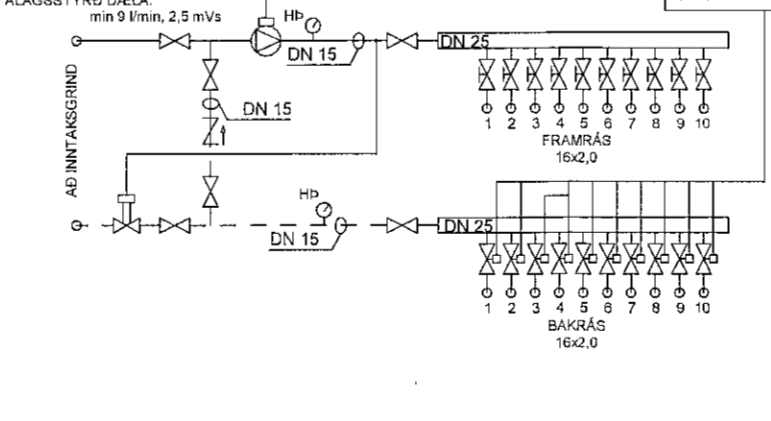 ÁLAGSSTÝRÐ DÆLA:
min 9 l/min, 2,5 mVs
HÞ
DN 15
DN 25
AÐ INNTAKSGRIND
DN 15
1 2 3 4 5 6 7 8 9 10
FRAMRÁS
16x2,0
HÞ
DN 15
DN 25
1 2 3 4 5 6 7 8 9 10
BAKRÁS
16x2,0